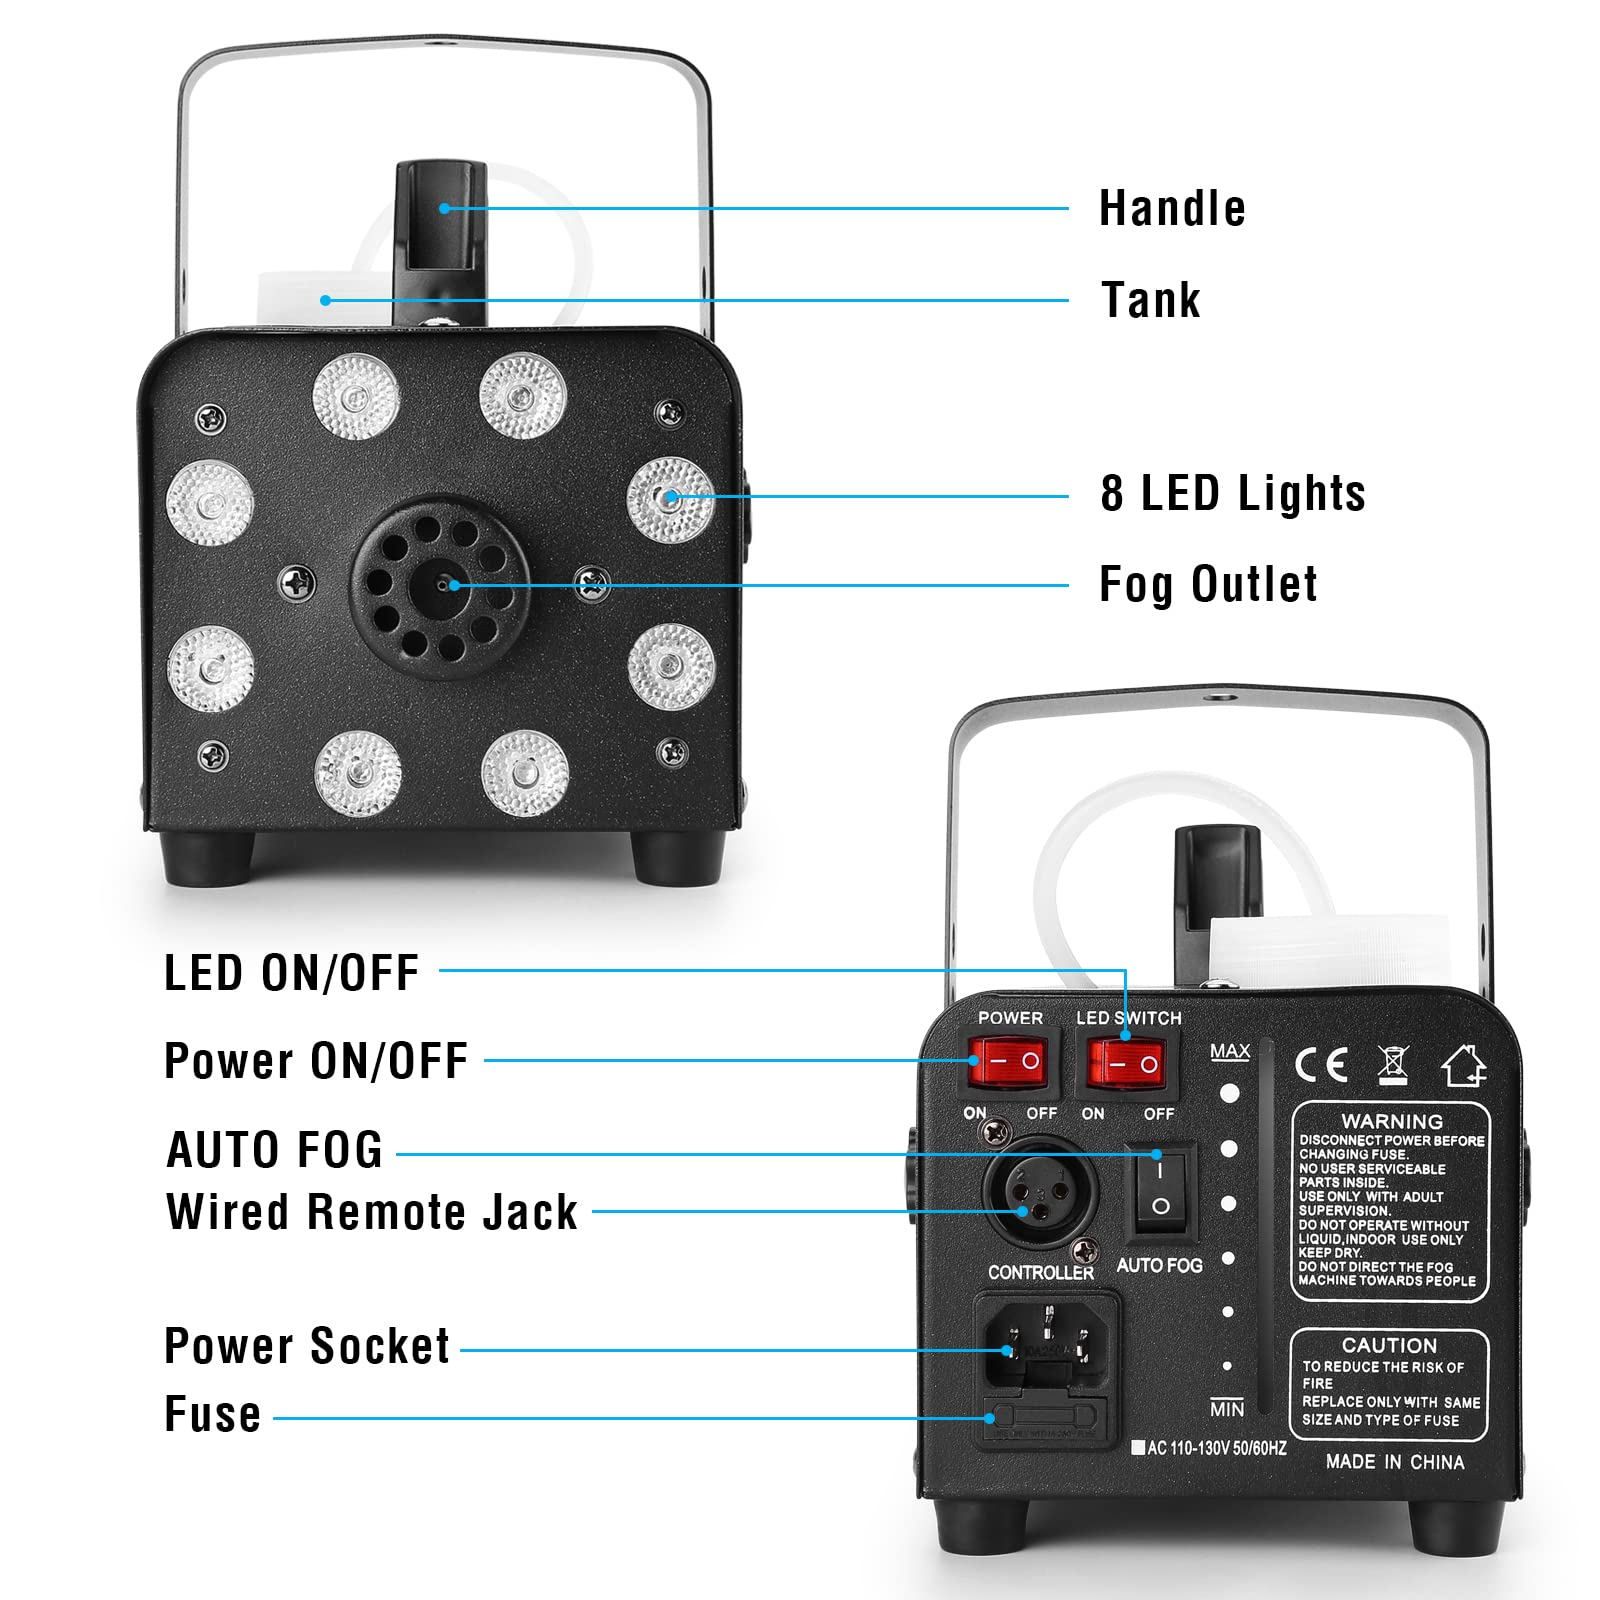 Handle
Tank
8 LED Lights
Fog Outlet
LED ON/OFF
Power ON/OFF
AUTO FOG
Wired Remote Jack
Power Socket
Fuse
POWER
LED SWITCH
ON OFF
ON OFF
MAX
MIN
CONTROLLER
AUTO FOG
AC 110-130V 50/60HZ
CE
WARNING
DISCONNECT POWER BEFORE
CHANGING FUSE.
NO USER SERVICEABLE
PARTS INSIDE.
USE ONLY WITH ADULT
SUPERVISION.
DO NOT OPERATE WITHOUT
LIQUID,INDOOR USE ONLY
KEEP DRY.
DO NOT DIRECT THE FOG
MACHINE TOWARDS PEOPLE
CAUTION
TO REDUCE THE RISK OF
FIRE
REPLACE ONLY WITH SAME
SIZE AND TYPE OF FUSE
MADE IN CHINA